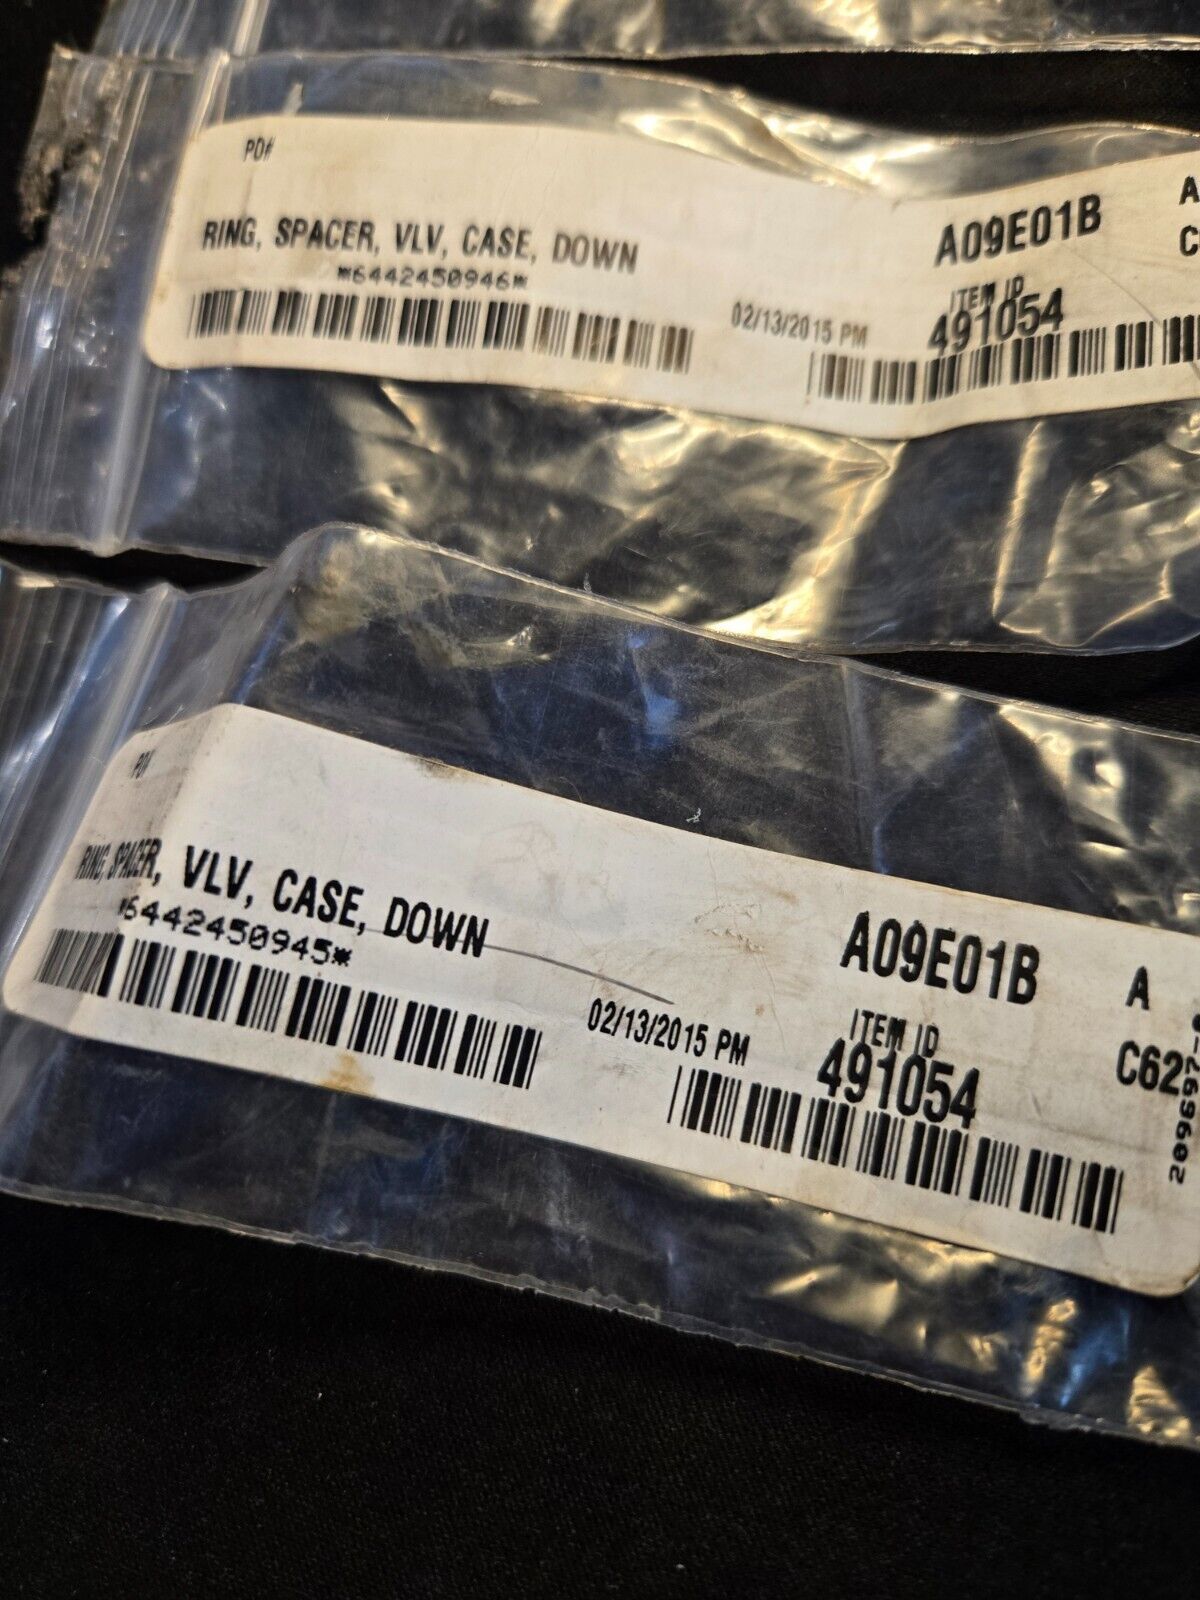 PO#
RING, SPACER, VLV, CASE, DOWN
*6442450946*
02/13/2015 PM
A09E01B
ITEM ID
491054
A
C
PO#
RING, SPACER, VLV, CASE, DOWN
*6442450945*
02/13/2015 PM
A09E01B
ITEM ID
491054
A
C62
209697-